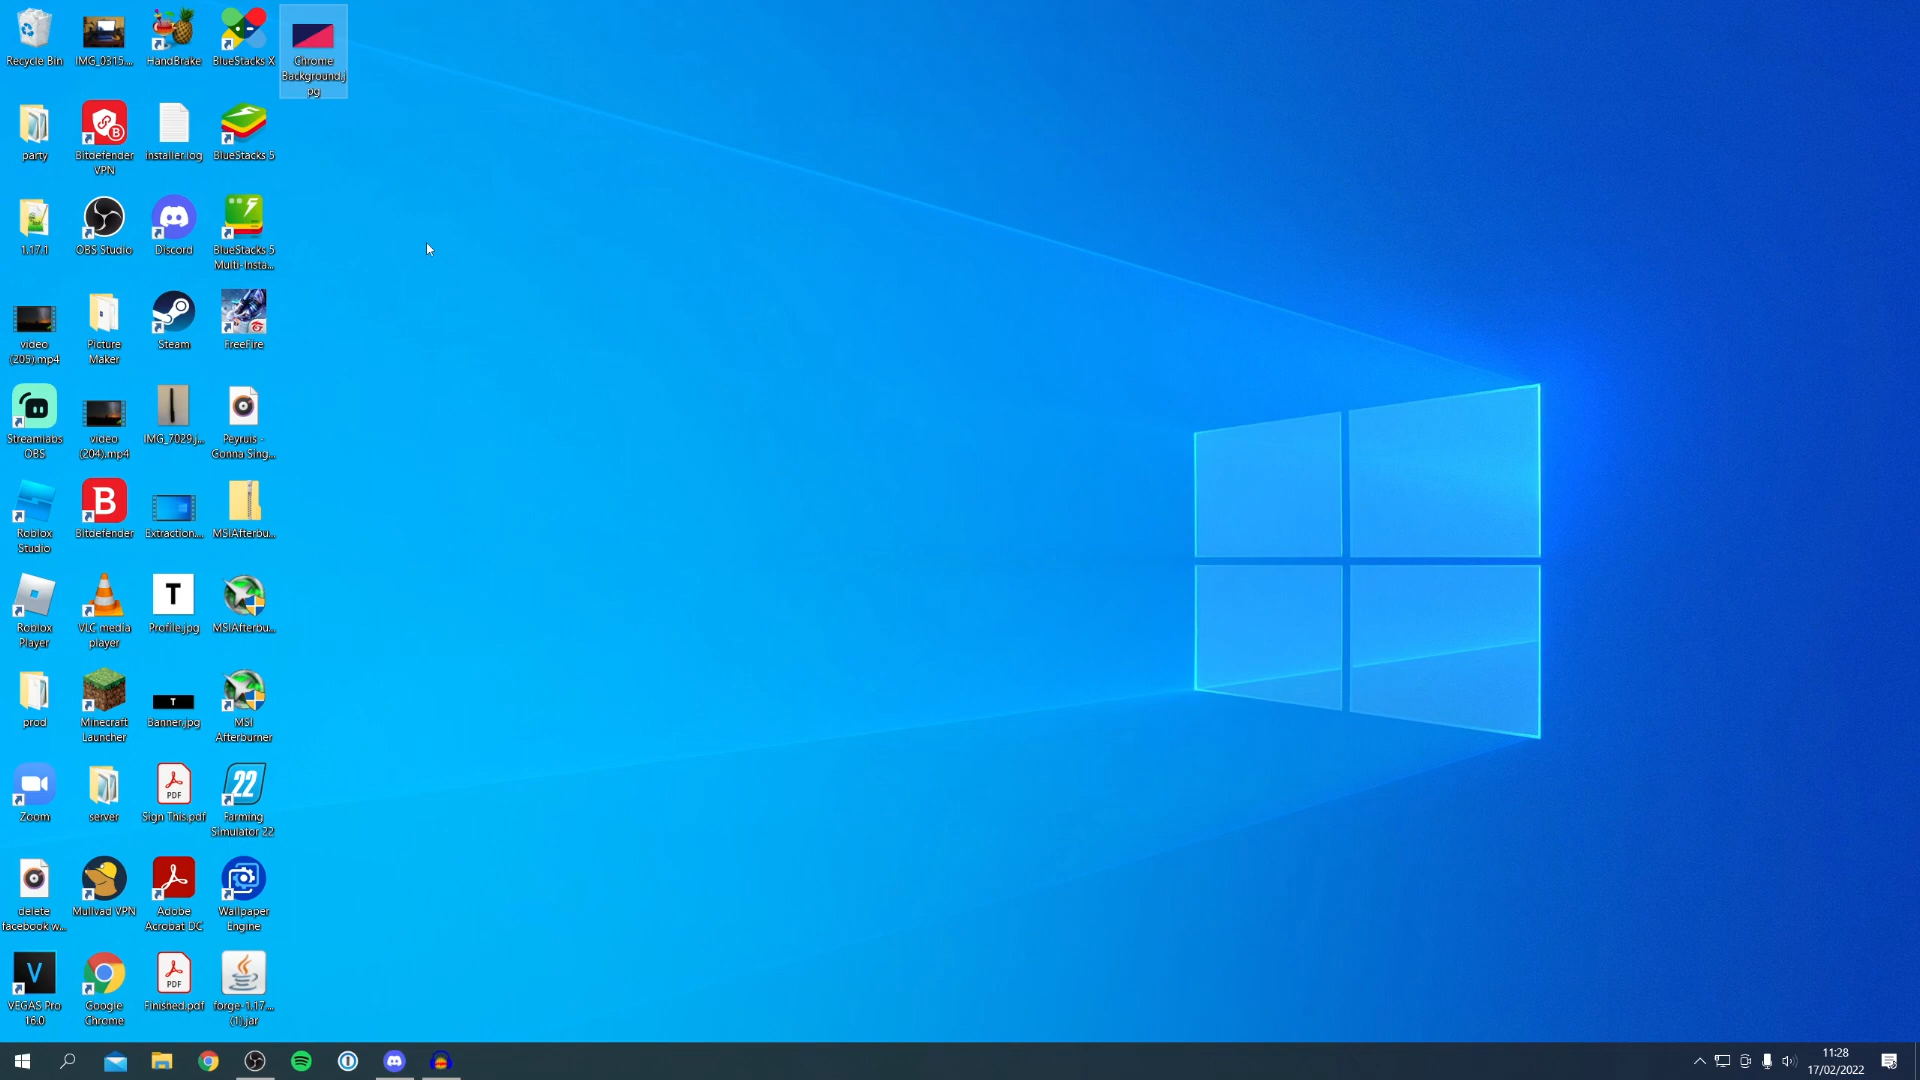 Recycle Bin
IMG_0315....
HandBrake
BlueStacks X
Chrome
Background.j
pg
party
Bitdefender
VPN
installer.log
BlueStacks 5
1.17.1
OBS Studio
Discord
BlueStacks 5
Multi-Insta...
video
(205).mp4
Picture
Maker
Steam
FreeFire
Streamlabs
OBS
video
(204).mp4
IMG_7029.j...
Peyruis -
Gonna Sing...
Roblox
Studio
B
Bitdefender
Extraction....
MSIAfterbu...
Roblox
Player
VLC media
player
T
Profile.jpg
MSIAfterbu...
prod
Minecraft
Launcher
T
Banner.jpg
MSI
Afterburner
Zoom
server
PDF
Sign This.pdf
22
Farming
Simulator 22
delete
facebook w...
Mullvad VPN
Adobe
Acrobat DC
Wallpaper
Engine
V
VEGAS Pro
16.0
Google
Chrome
PDF
Finished.pdf
forge-1.17....
(1).jar
11:28
17/02/2022